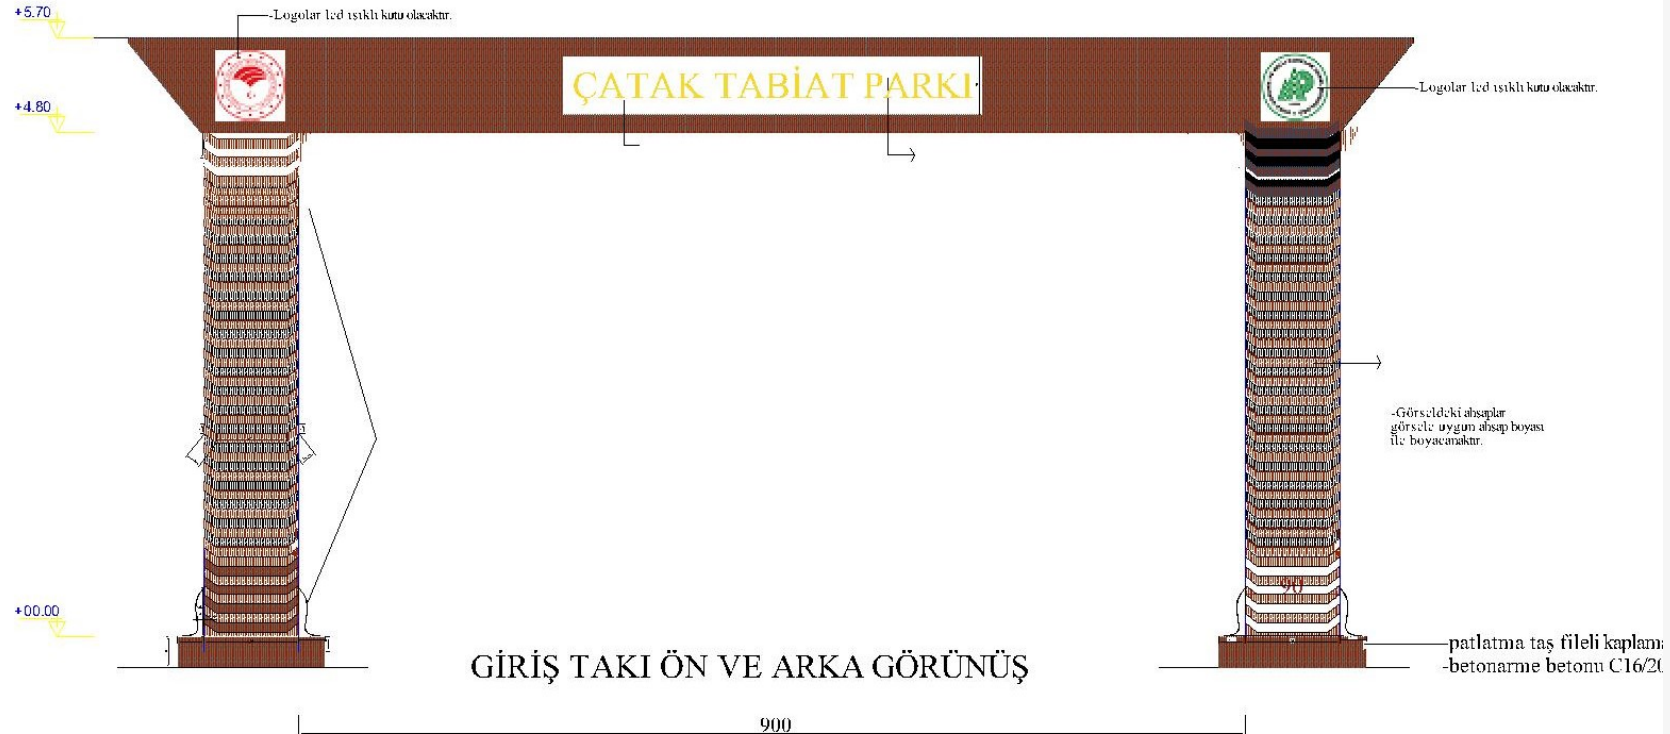 +5.70
-Logolar led ışıklı kutu olacaktır.
ÇATAK TABİAT PARKI
-Logolar led ışıklı kutu olacaktır.
+4.80
-Görseldeki ahşaplar
görsele uygun ahşap boyası
ile boyacanaktır.
90
+00.00
patlatma taş fileli kaplama
-betonarme betonu C16/20
GİRİŞ TAKI ÖN VE ARKA GÖRÜNÜŞ
900